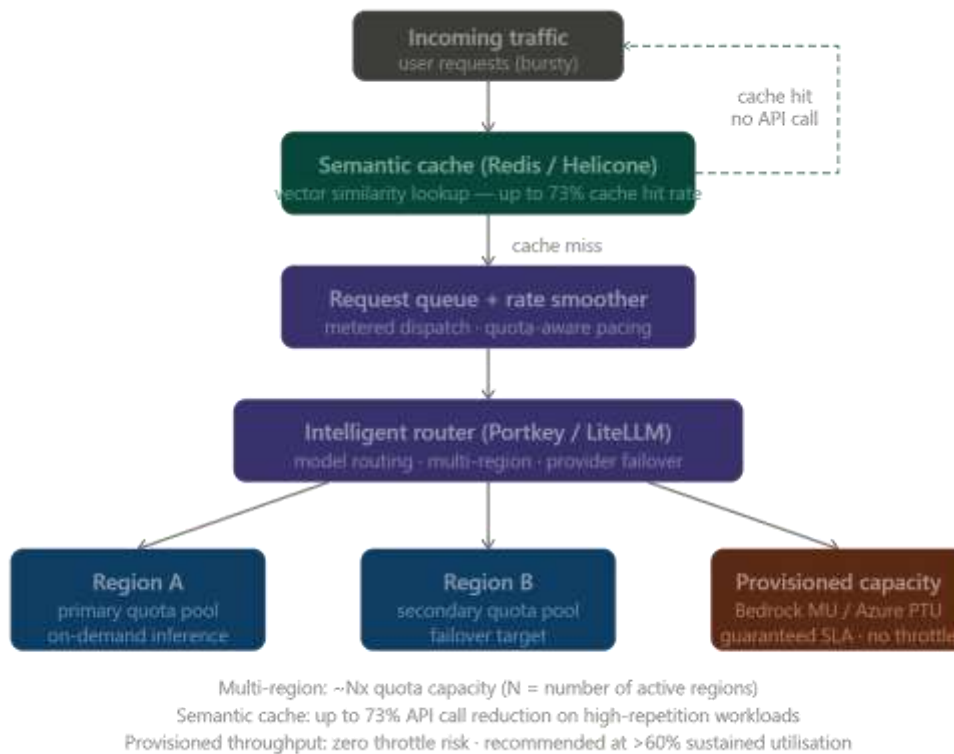 Incoming traffic
user requests (bursty)
cache hit
no API call
Semantic cache (Redis / Helicone)
vector similarity lookup — up to 73% cache hit rate
cache miss
Request queue + rate smoother
metered dispatch · quota-aware pacing
Intelligent router (Portkey / LiteLLM)
model routing · multi-region · provider failover
Region A
primary quota pool
on-demand inference
Region B
secondary quota pool
failover target
Provisioned capacity
Bedrock MU / Azure PTU
guaranteed SLA · no throttle
Multi-region: ~Nx quota capacity (N = number of active regions)
Semantic cache: up to 73% API call reduction on high-repetition workloads
Provisioned throughput: zero throttle risk · recommended at >60% sustained utilisation